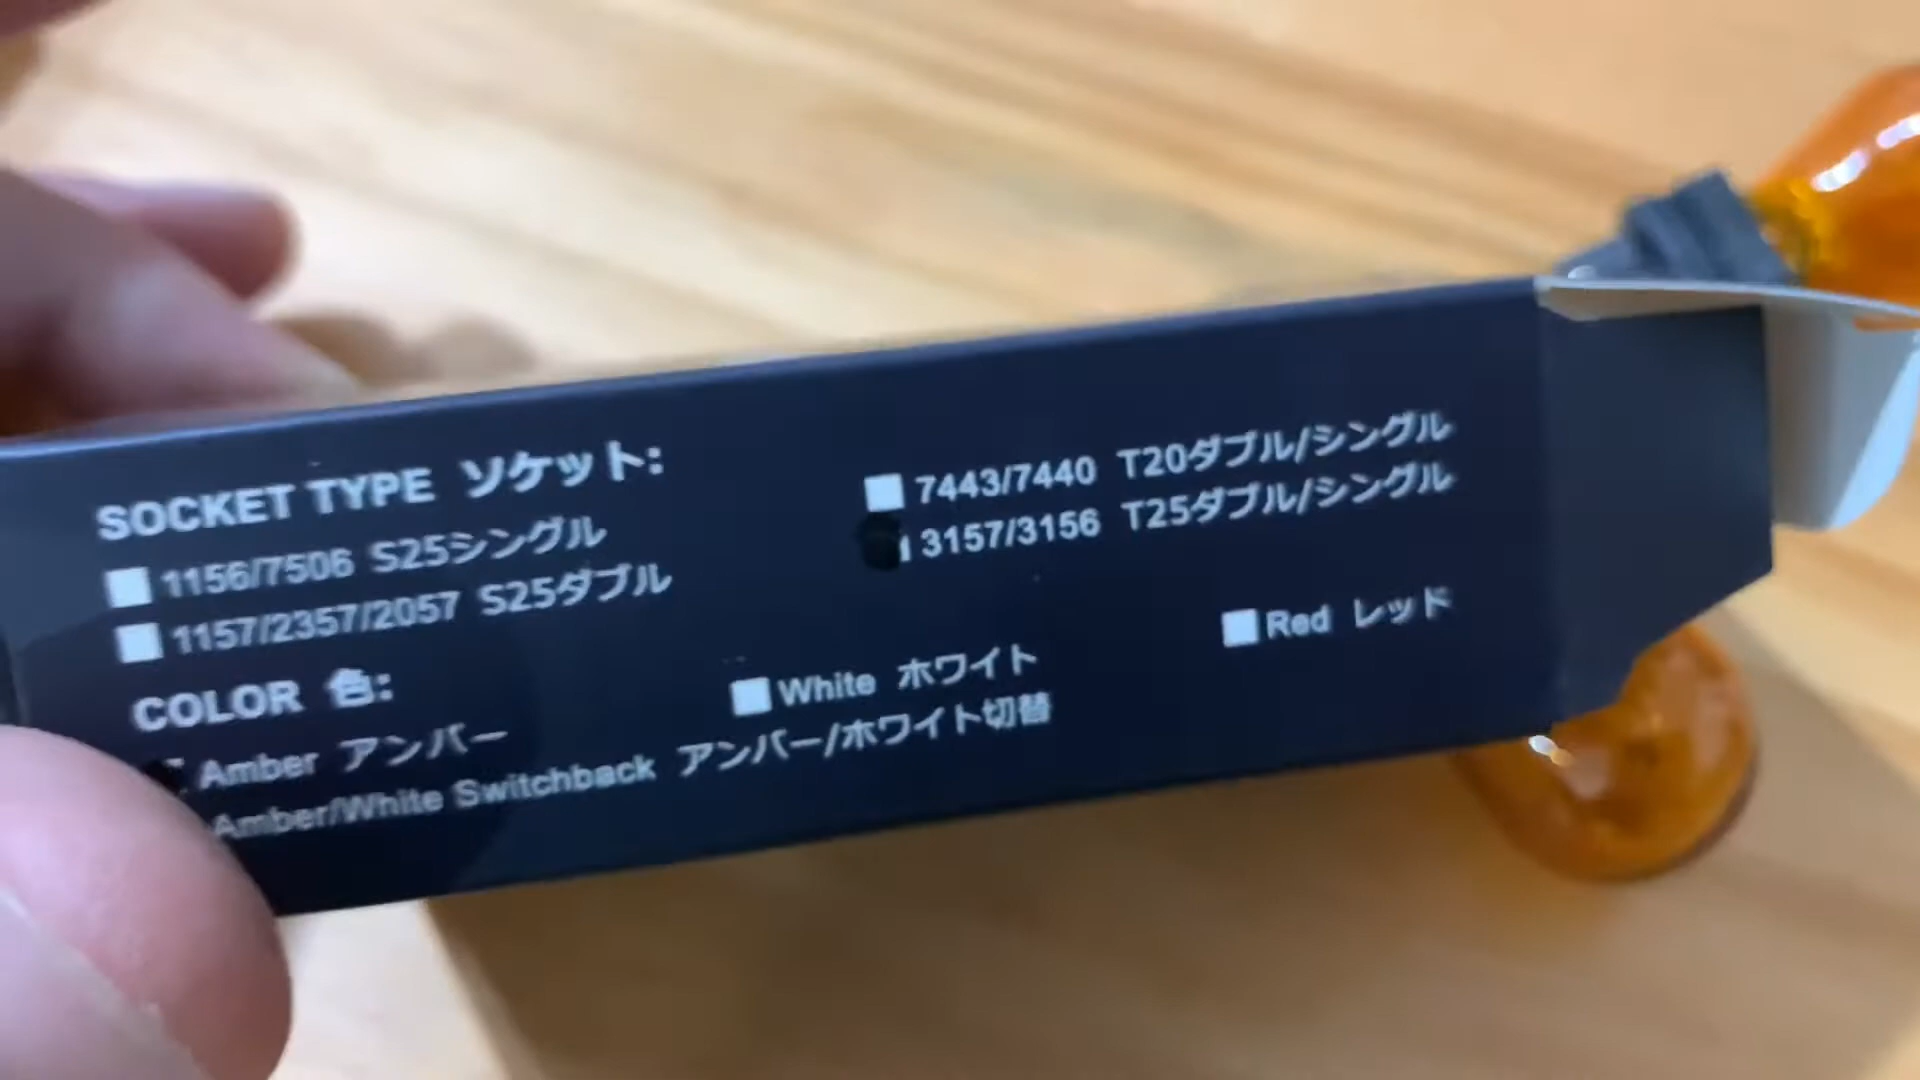 SOCKET TYPE ソケット:
1156/7506 S25シングル
1157/2357/2057 S25ダブル
7443/7440 T20ダブル/シングル
3157/3156 T25ダブル/シングル
COLOR 色:
Amber アンバー
White ホワイト
Red レッド
Amber/White Switchback アンバー/ホワイト切替